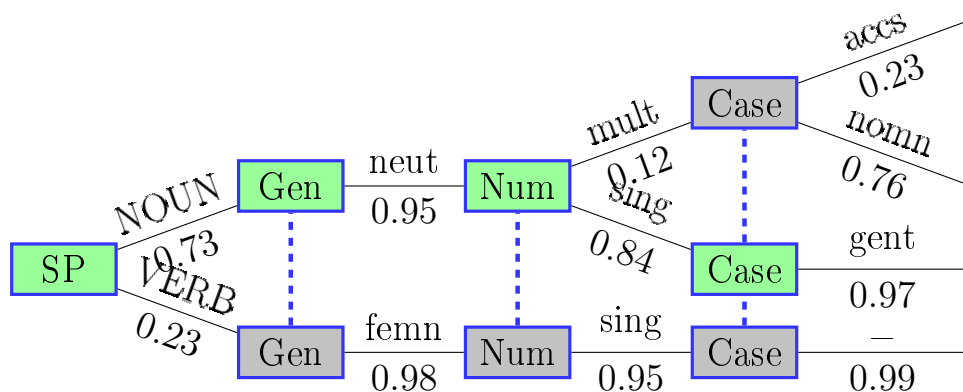 accs
0.23
Case
mult
nomn
0.12
0.76
neut
Gen
Num
NOUN
0.95
sing
0.73
0.84
gent
SP
Case
VERB
0.97
0.23
femn
sing
–
Gen
Num
Case
0.98
0.95
0.99